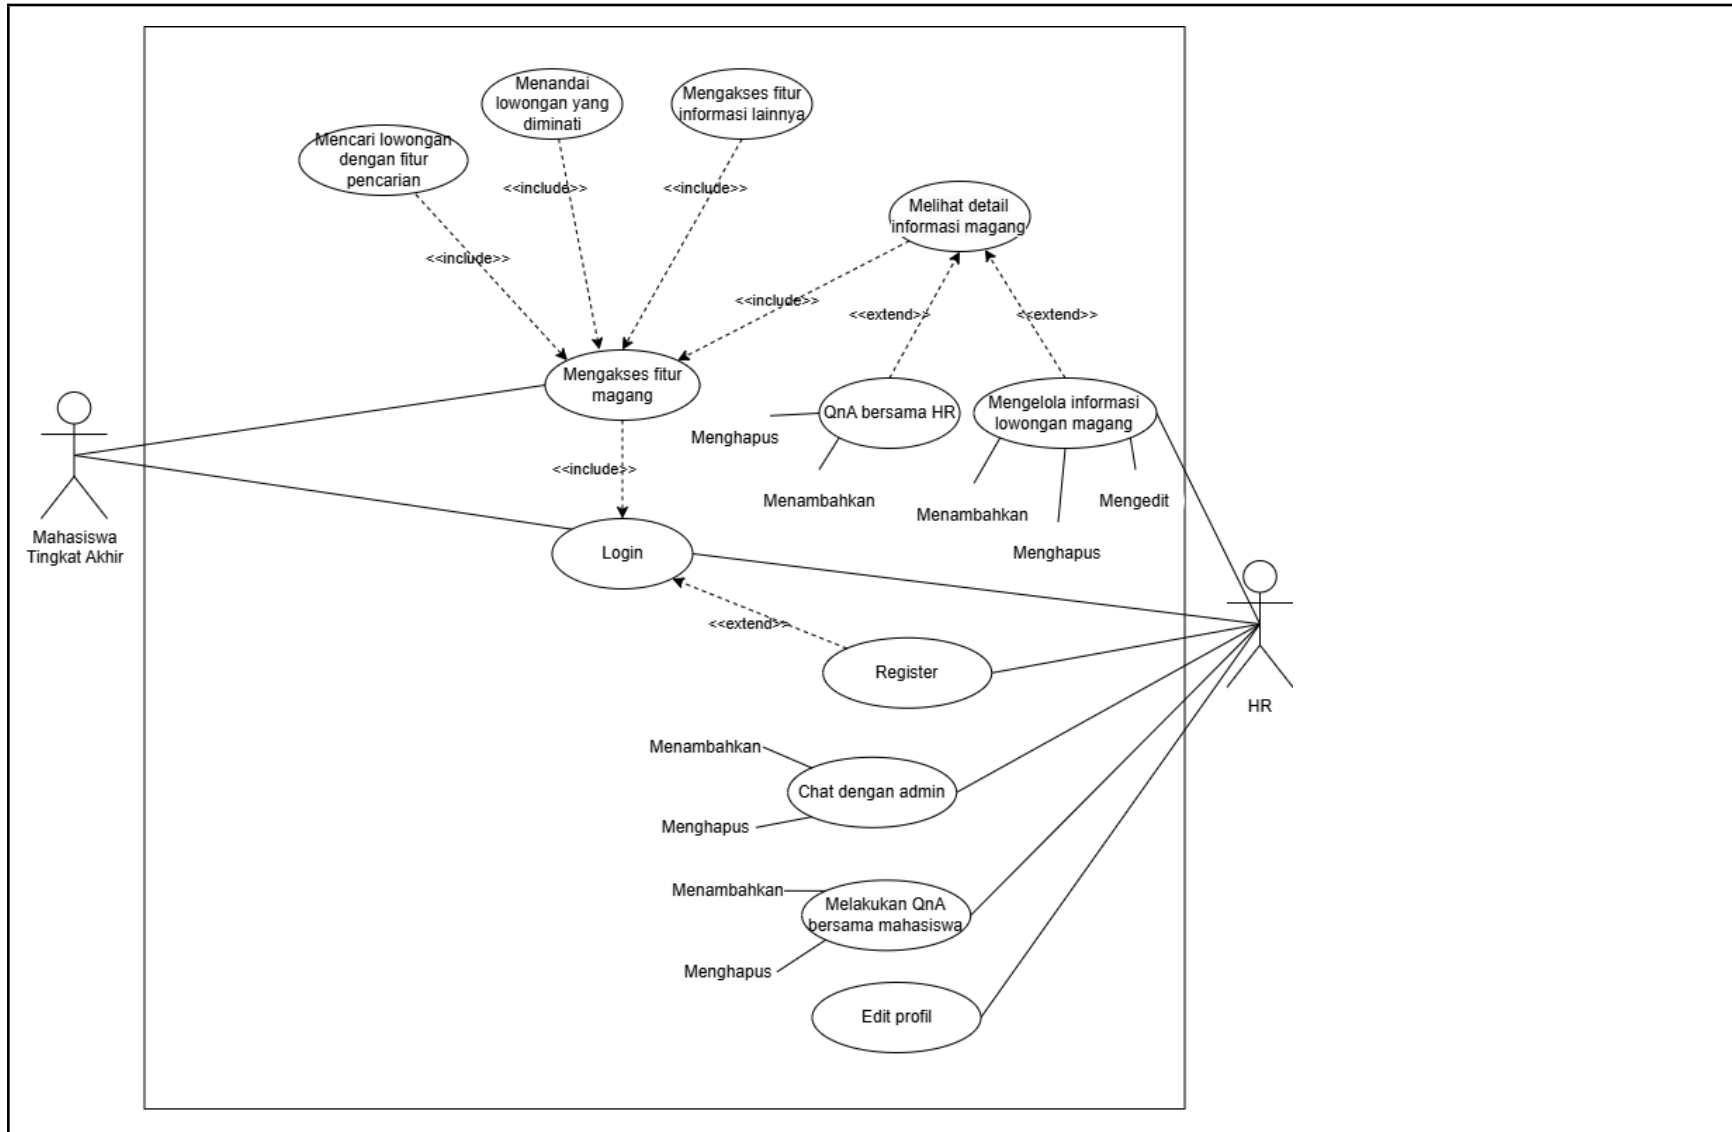 Menandai
lowongan yang
diminati
Mengakses fitur
informasi lainnya
Mencari lowongan
dengan fitur
pencarian
<<include>>
<<include>>
Melihat detail
informasi magang
<<include>>
<<include>>
<<extend>>
<<extend>>
Mengakses fitur
magang
QnA bersama HR
Mengelola informasi
lowongan magang
Menghapus
<<include>>
Menambahkan
Menambahkan
Mengedit
Menghapus
Mahasiswa
Tingkat Akhir
Login
<<extend>>
Register
HR
Menambahkan
Chat dengan admin
Menghapus
Menambahkan
Melakukan QnA
bersama mahasiswa
Menghapus
Edit profil